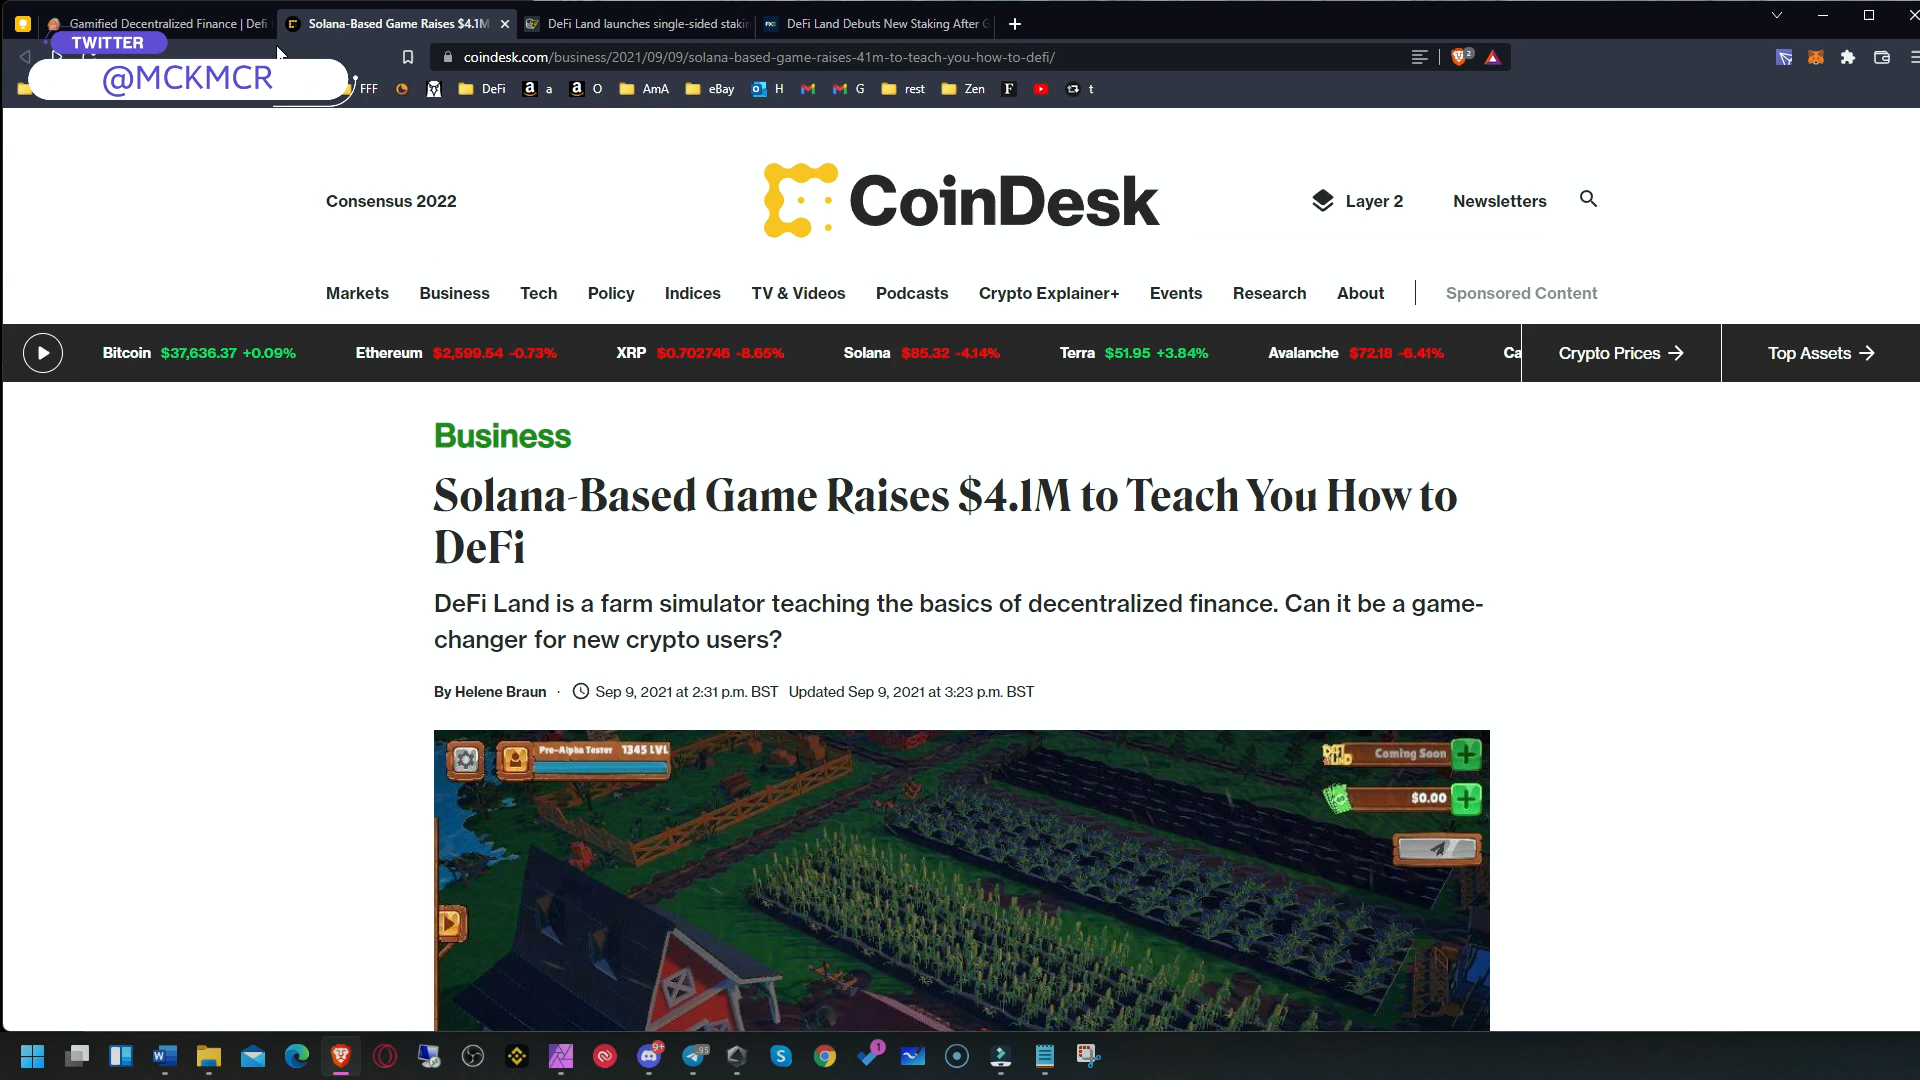 Gamified Decentralized Finance | Defi
Solana-Based Game Raises $4.1M
DeFi Land launches single-sided stakin
DeFi Land Debuts New Staking After G
TWITTER
@MCKMCR
coindesk.com/business/2021/09/09/solana-based-game-raises-41m-to-teach-you-how-to-defi/
2
FFF
DeFi
a
O
AmA
eBay
H
G
rest
Zen
t
Consensus 2022
CoinDesk
Layer 2
Newsletters
Markets
Business
Tech
Policy
Indices
TV & Videos
Podcasts
Crypto Explainer+
Events
Research
About
Sponsored Content
Bitcoin $37,636.37 +0.09%
Ethereum $2,599.54 -0.73%
XRP $0.702746 -8.65%
Solana $85.32 -4.14%
Terra $51.95 +3.84%
Avalanche $72.18 -6.41%
Ca
Crypto Prices →
Top Assets →
Business
Solana-Based Game Raises $4.1M to Teach You How to
DeFi
DeFi Land is a farm simulator teaching the basics of decentralized finance. Can it be a game-
changer for new crypto users?
By Helene Braun · Sep 9, 2021 at 2:31 p.m. BST Updated Sep 9, 2021 at 3:23 p.m. BST
Pre-Alpha Tester 1345 LVL
DEFI LAND
Coming Soon
$0.00
9+
95
1